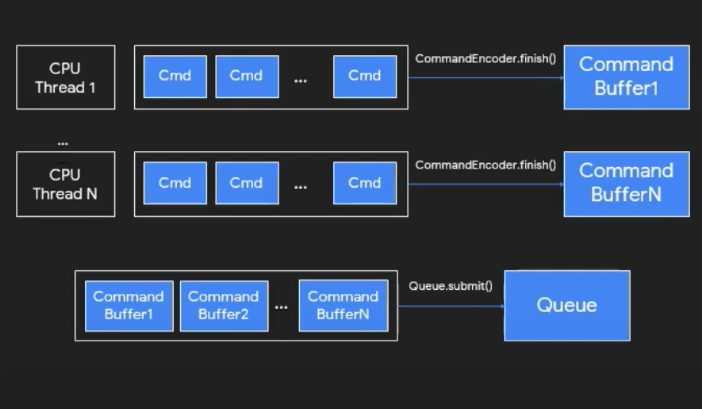 CPU
Thread 1
Cmd
Cmd
...
Cmd
CommandEncoder.finish()
Command
Buffer1
...
...
CPU
Thread N
Cmd
Cmd
...
Cmd
CommandEncoder.finish()
Command
BufferN
Command
Buffer1
Command
Buffer2
...
Command
BufferN
Queue.submit()
Queue